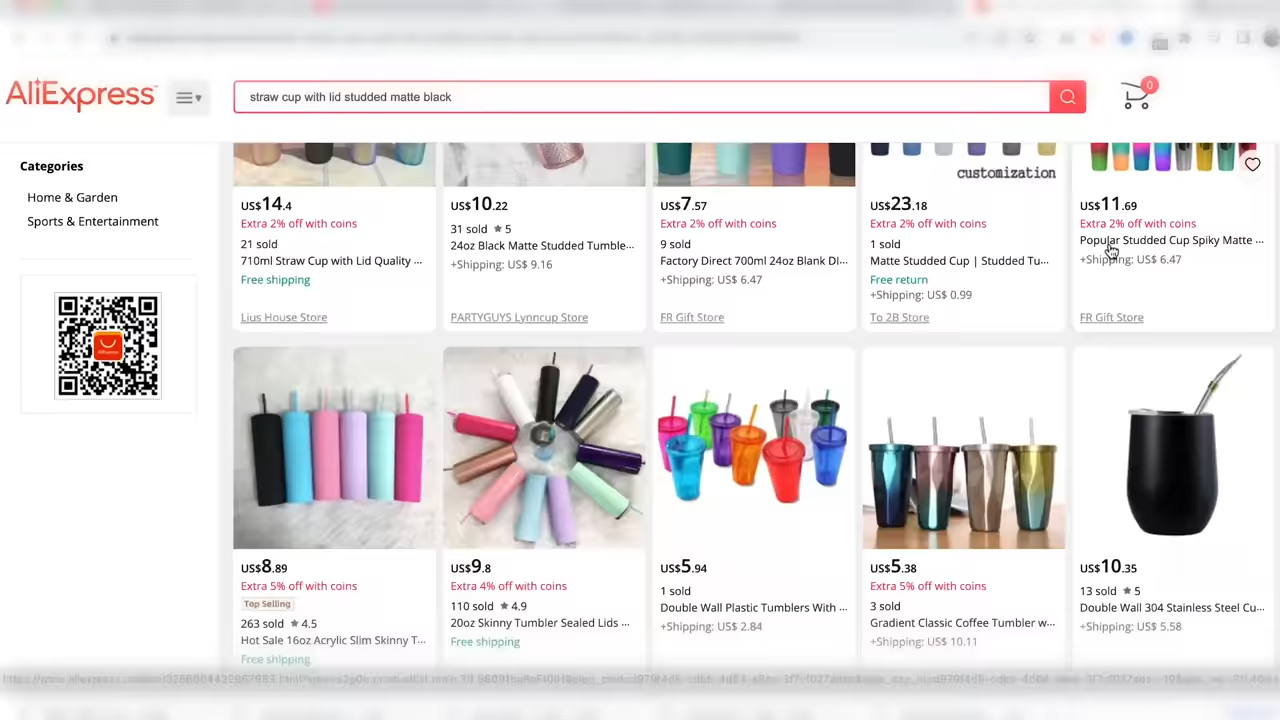 AliExpress
straw cup with lid studded matte black
0
Categories
Home & Garden
Sports & Entertainment
customization
US$14.4
Extra 2% off with coins
21 sold
710ml Straw Cup with Lid Quality ...
Free shipping
Lius House Store
US$10.22
31 sold ★ 5
24oz Black Matte Studded Tumble...
+Shipping: US$ 9.16
PARTYGUYS Lynncup Store
US$7.57
Extra 2% off with coins
9 sold
Factory Direct 700ml 24oz Blank DI...
+Shipping: US$ 6.47
FR Gift Store
US$23.18
Extra 2% off with coins
1 sold
Matte Studded Cup | Studded Tu...
Free return
+Shipping: US$ 0.99
To 2B Store
US$11.69
Extra 2% off with coins
Popular Studded Cup Spiky Matte ...
+Shipping: US$ 6.47
FR Gift Store
US$8.89
Extra 5% off with coins
Top Selling
263 sold ★ 4.5
Hot Sale 16oz Acrylic Slim Skinny T...
Free shipping
US$9.8
Extra 4% off with coins
110 sold ★ 4.9
20oz Skinny Tumbler Sealed Lids ...
Free shipping
US$5.94
1 sold
Double Wall Plastic Tumblers With ...
+Shipping: US$ 2.84
US$5.38
Extra 5% off with coins
3 sold
Gradient Classic Coffee Tumbler w...
+Shipping: US$ 10.11
US$10.35
13 sold ★ 5
Double Wall 304 Stainless Steel Cu...
+Shipping: US$ 5.58